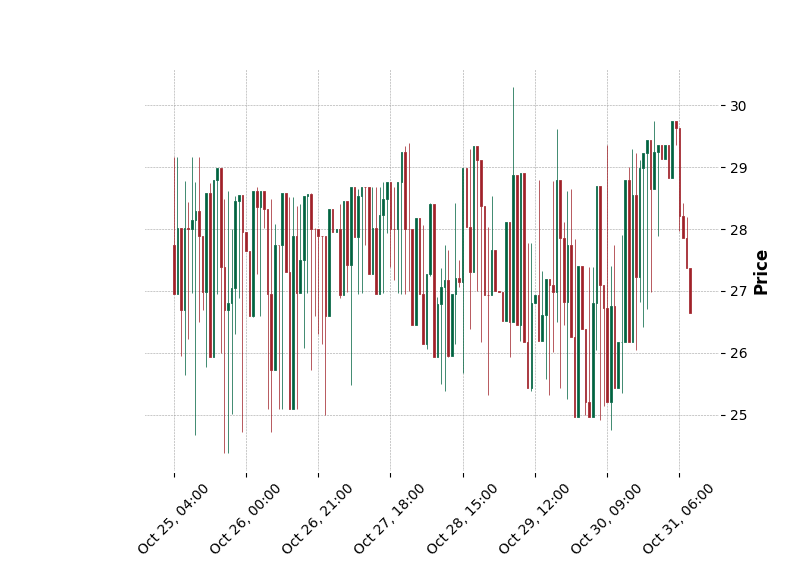 30
29
28
27
26
25
Price
Oct 25, 04:00
Oct 26, 00:00
Oct 26, 21:00
Oct 27, 18:00
Oct 28, 15:00
Oct 29, 12:00
Oct 30, 09:00
Oct 31, 06:00